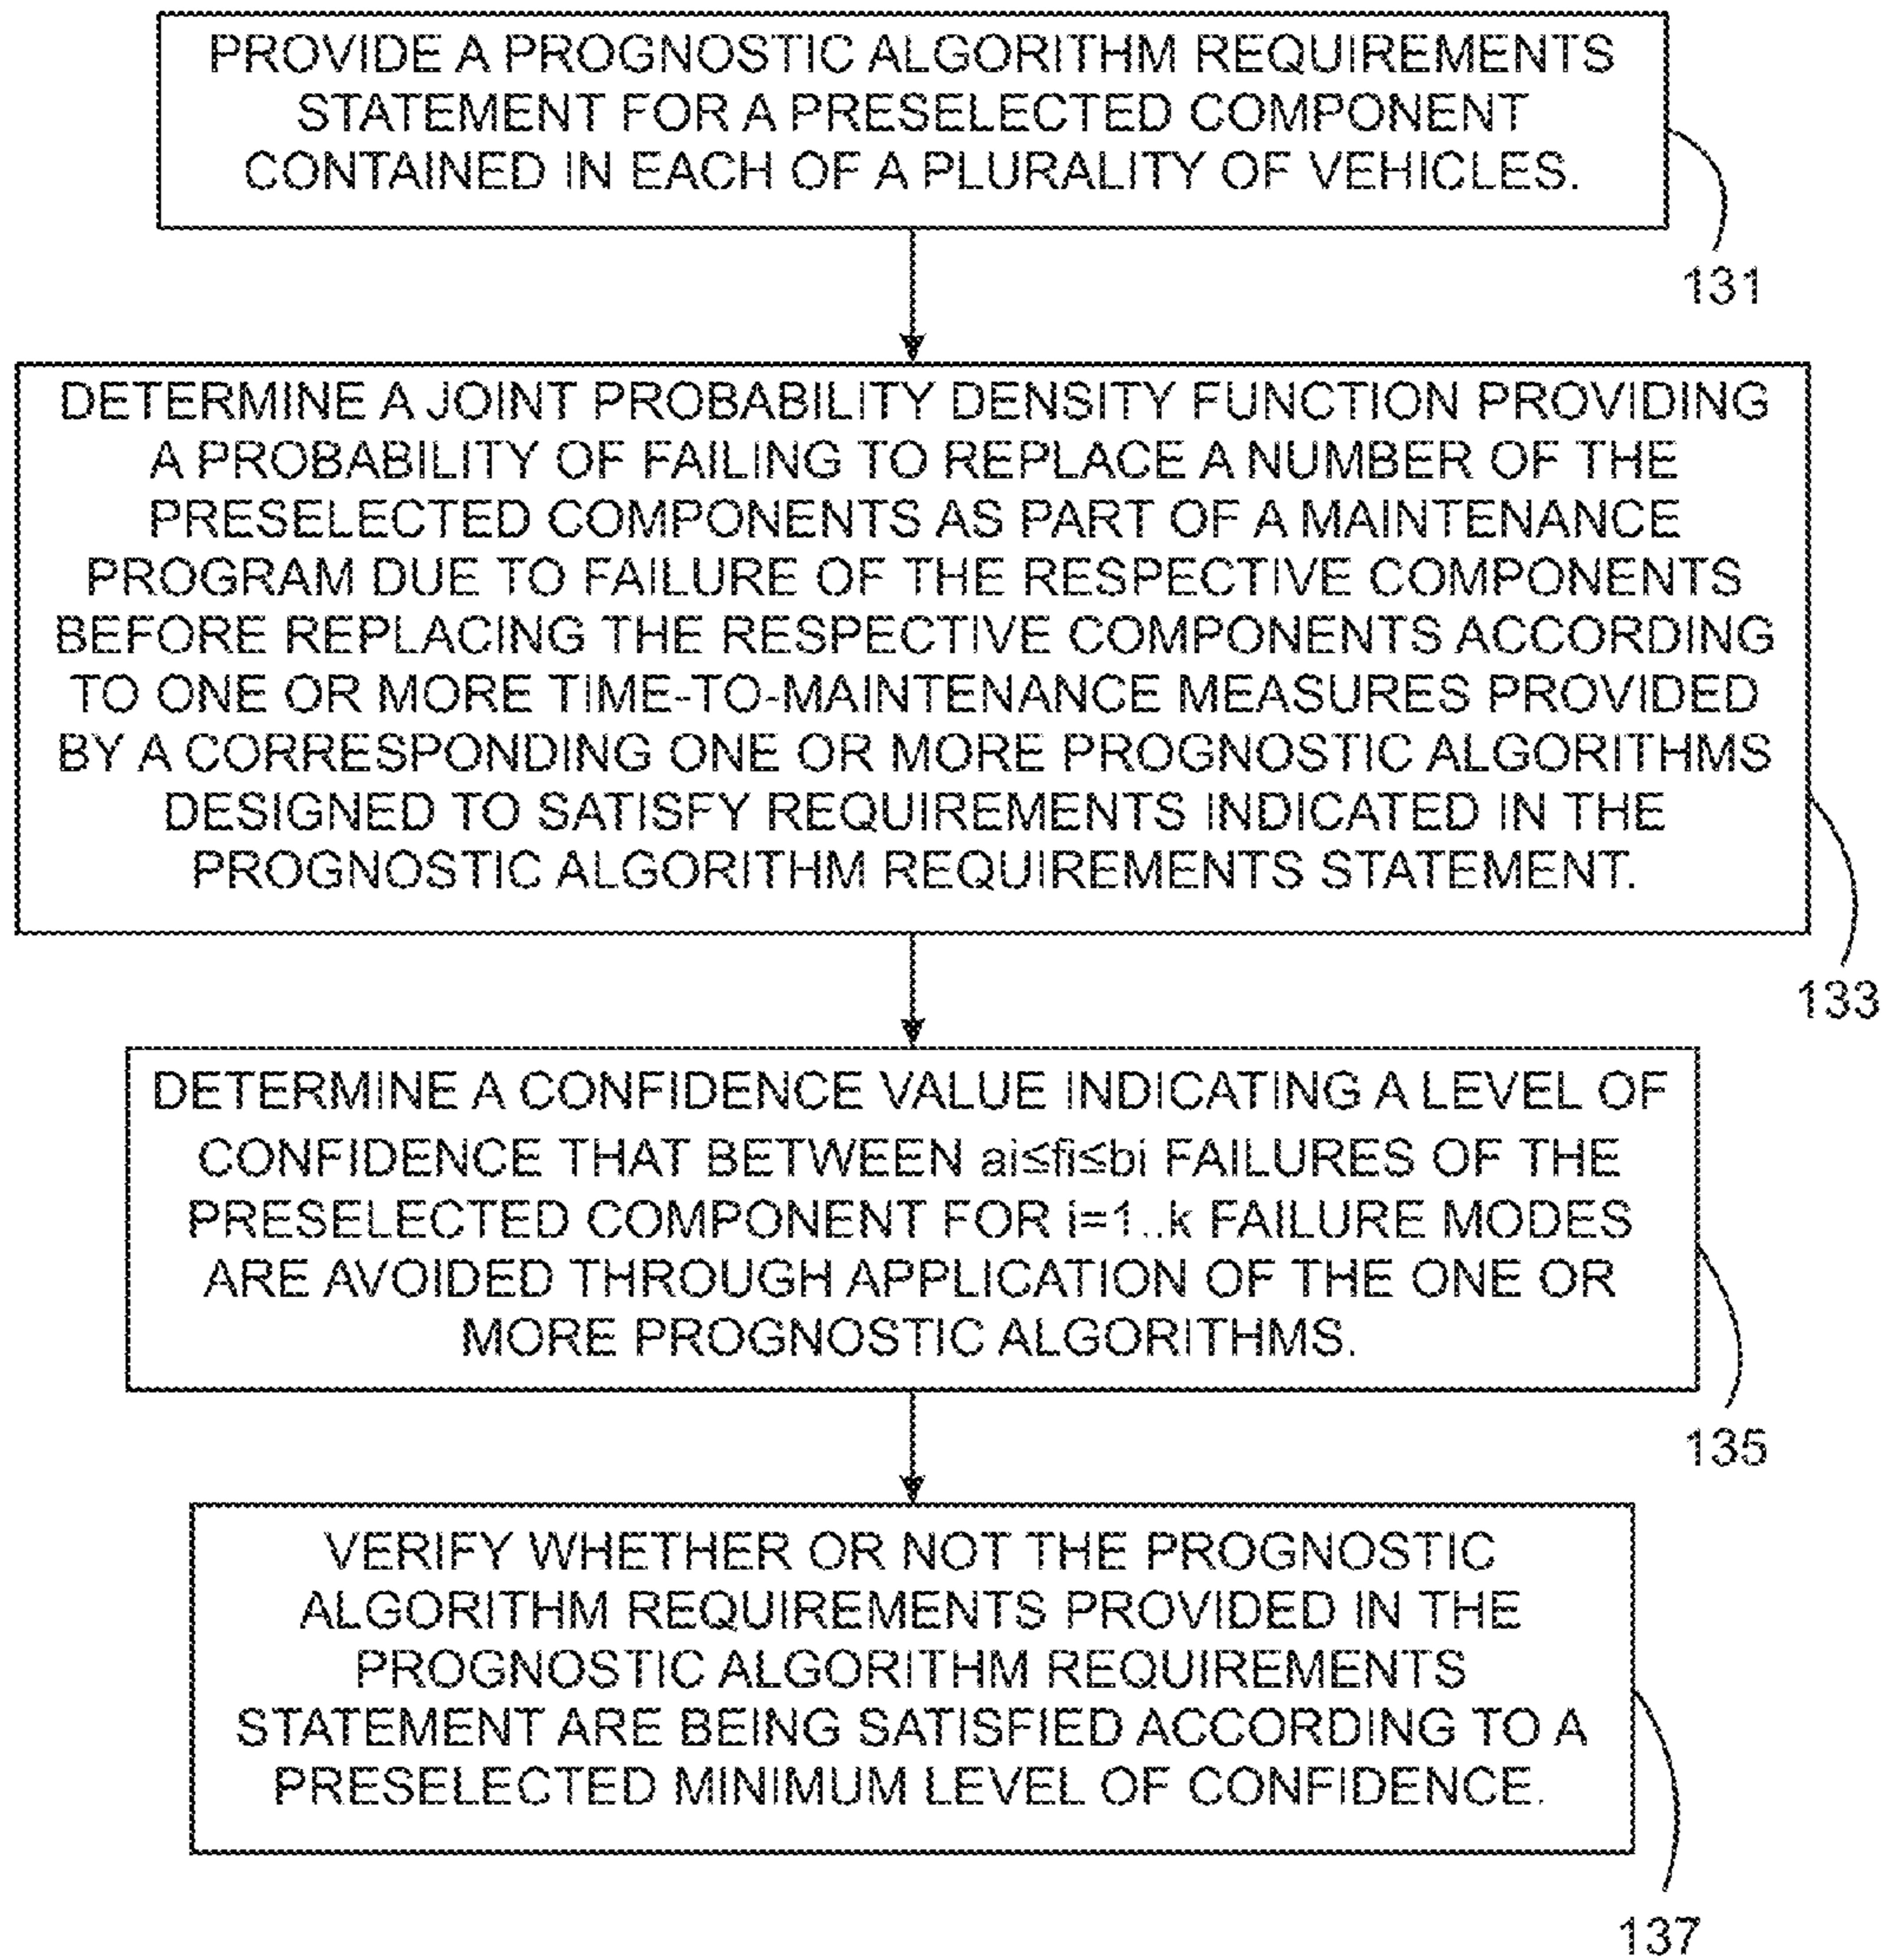 PROVIDE A PROGNOSTIC ALGORITHM REQUIREMENTS
STATEMENT FOR A PRESELECTED COMPONENT
CONTAINED IN EACH OF A PLURALITY OF VEHICLES.
131
DETERMINE A JOINT PROBABILITY DENSITY FUNCTION PROVIDING
A PROBABILITY OF FAILING TO REPLACE A NUMBER OF THE
PRESELECTED COMPONENTS AS PART OF A MAINTENANCE
PROGRAM DUE TO FAILURE OF THE RESPECTIVE COMPONENTS
BEFORE REPLACING THE RESPECTIVE COMPONENTS ACCORDING
TO ONE OR MORE TIME-TO-MAINTENANCE MEASURES PROVIDED
BY A CORRESPONDING ONE OR MORE PROGNOSTIC ALGORITHMS
DESIGNED TO SATISFY REQUIREMENTS INDICATED IN THE
PROGNOSTIC ALGORITHM REQUIREMENTS STATEMENT.
133
DETERMINE A CONFIDENCE VALUE INDICATING A LEVEL OF
CONFIDENCE THAT BETWEEN ai≤fi≤bi FAILURES OF THE
PRESELECTED COMPONENT FOR i=1..k FAILURE MODES
ARE AVOIDED THROUGH APPLICATION OF THE ONE OR
MORE PROGNOSTIC ALGORITHMS.
135
VERIFY WHETHER OR NOT THE PROGNOSTIC
ALGORITHM REQUIREMENTS PROVIDED IN THE
PROGNOSTIC ALGORITHM REQUIREMENTS
STATEMENT ARE BEING SATISFIED ACCORDING TO A
PRESELECTED MINIMUM LEVEL OF CONFIDENCE.
137